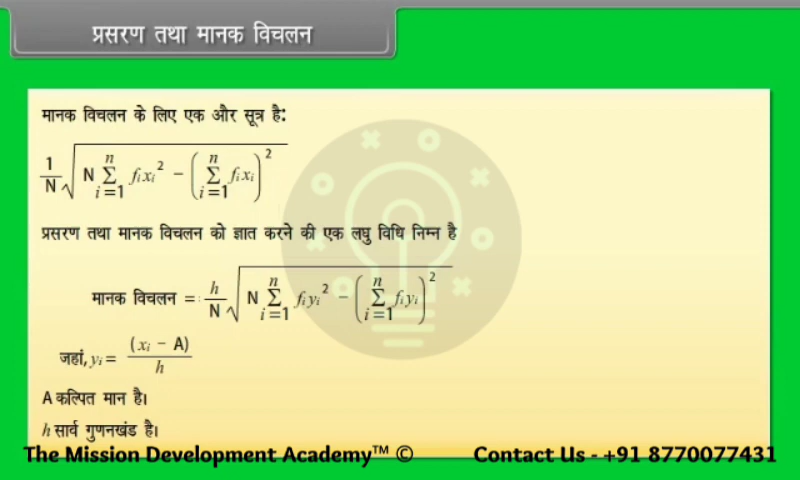 प्रसरण तथा मानक विचलन
मानक विचलन के लिए एक और सूत्र है:
1/N √(N Σ_{i=1}^{n} f_i x_i² − (Σ_{i=1}^{n} f_i x_i)²)
प्रसरण तथा मानक विचलन को ज्ञात करने की एक लघु विधि निम्न है
मानक विचलन = h/N √(N Σ_{i=1}^{n} f_i y_i² − (Σ_{i=1}^{n} f_i y_i)²)
जहां, y_i = (x_i − A)/h
A कल्पित मान है।
h सार्व गुणनखंड है।
The Mission Development Academy™ © Contact Us - +91 8770077431